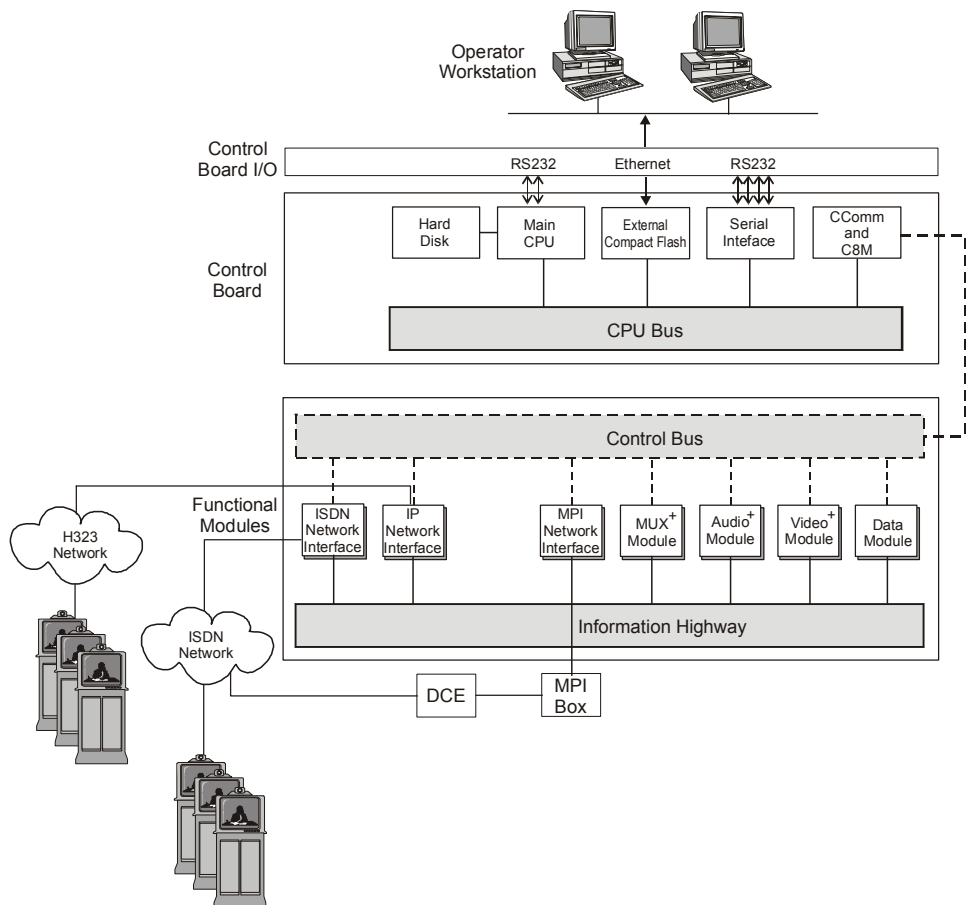 Operator
Workstation
Control
Board I/O
RS232
Ethernet
RS232
Control
Board
Hard
Disk
Main
CPU
External
Compact Flash
Serial
Inteface
CComm
and
C8M
CPU Bus
Control Bus
Functional
Modules
ISDN
Network
Interface
IP
Network
Interface
MPI
Network
Interface
MUX+
Module
Audio+
Module
Video+
Module
Data
Module
Information Highway
H323
Network
ISDN
Network
DCE
MPI
Box